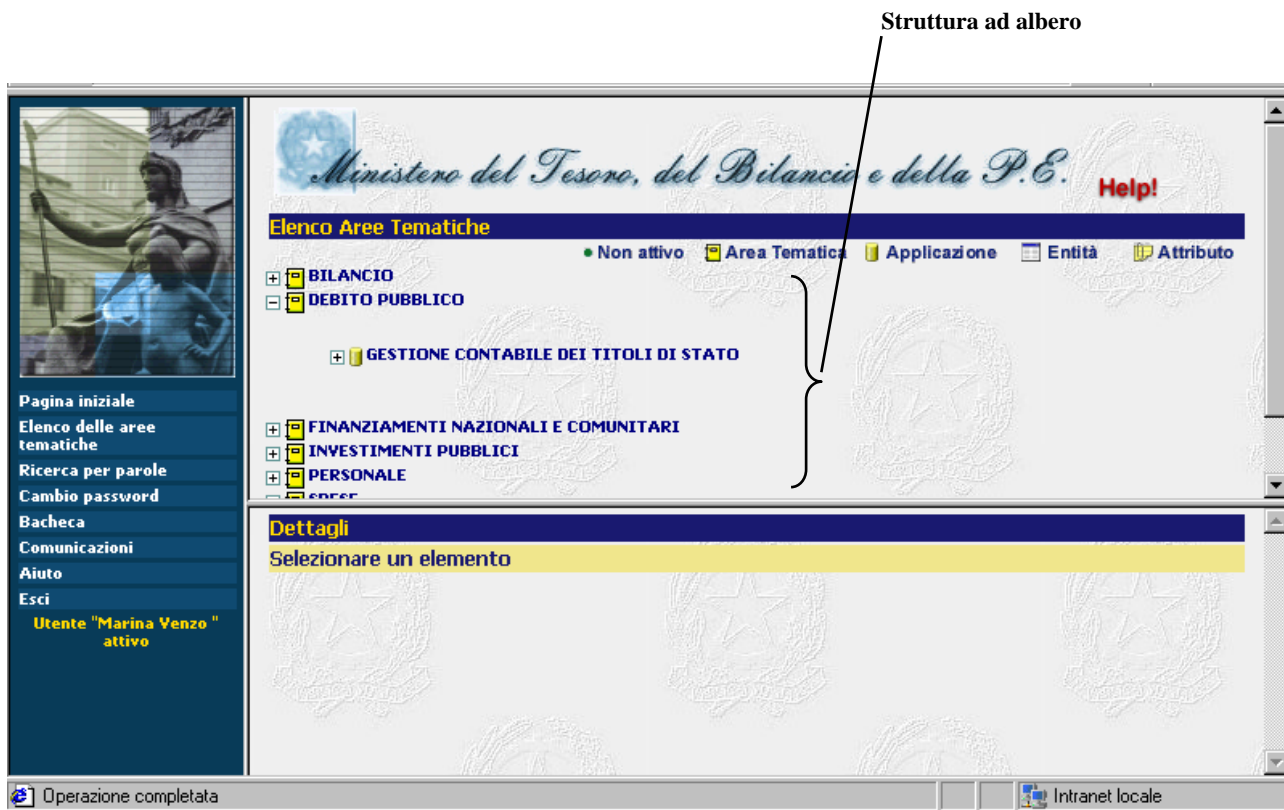 Struttura ad albero
Ministero del Tesoro, del Bilancio e della P.E.
Help!
Elenco Aree Tematiche
Non attivo Area Tematica Applicazione Entità Attributo
BILANCIO
DEBITO PUBBLICO
GESTIONE CONTABILE DEI TITOLI DI STATO
FINANZIAMENTI NAZIONALI E COMUNITARI
INVESTIMENTI PUBBLICI
PERSONALE
SPESE
Pagina iniziale
Elenco delle aree
tematiche
Ricerca per parole
Cambio password
Bacheca
Comunicazioni
Aiuto
Esci
Utente "Marina Venzo "
attivo
Dettagli
Selezionare un elemento
Operazione completata
Intranet locale